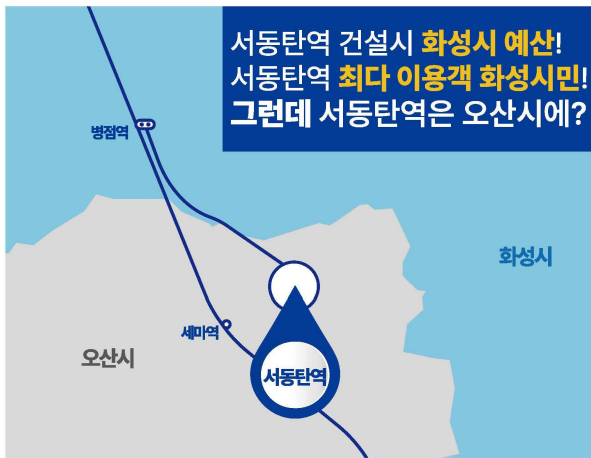 서동탄역 건설시 화성시 예산!
서동탄역 최다 이용객 화성시민!
그런데 서동탄역은 오산시에?
병점역
화성시
세마역
오산시
서동탄역